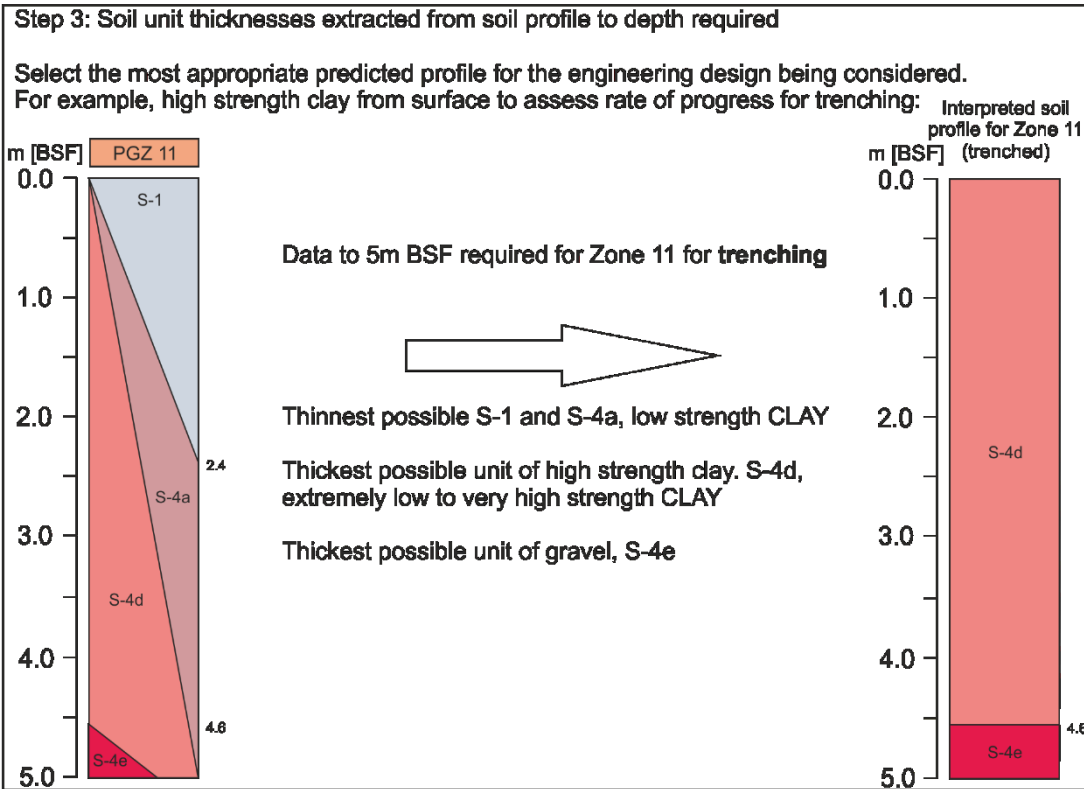 Step 3: Soil unit thicknesses extracted from soil profile to depth required
Select the most appropriate predicted profile for the engineering design being considered.
For example, high strength clay from surface to assess rate of progress for trenching:
Interpreted soil
profile for Zone 11
(trenched)
m [BSF]
PGZ 11
m [BSF]
0.0
S-1
0.0
Data to 5m BSF required for Zone 11 for trenching
1.0
1.0
2.0
Thinnest possible S-1 and S-4a, low strength CLAY
2.0
2.4
Thickest possible unit of high strength clay. S-4d,
extremely low to very high strength CLAY
S-4d
S-4a
3.0
Thickest possible unit of gravel, S-4e
3.0
S-4d
4.0
4.0
4.6
S-4e
S-4e
5.0
5.0